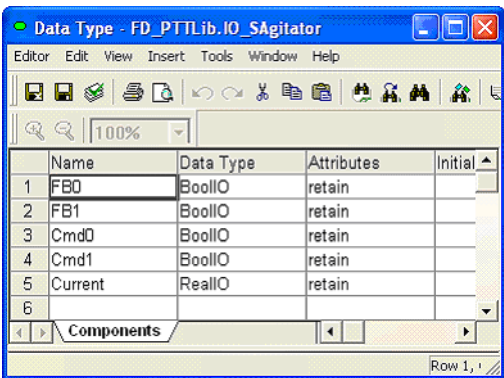 Data Type - FD_PTTLib.IO_SAgitator
Editor Edit View Insert Tools Window Help
100%
Name Data Type Attributes Initial
1 FB0 BoolIO retain
2 FB1 BoolIO retain
3 Cmd0 BoolIO retain
4 Cmd1 BoolIO retain
5 Current RealIO retain
6
Components
Row 1,